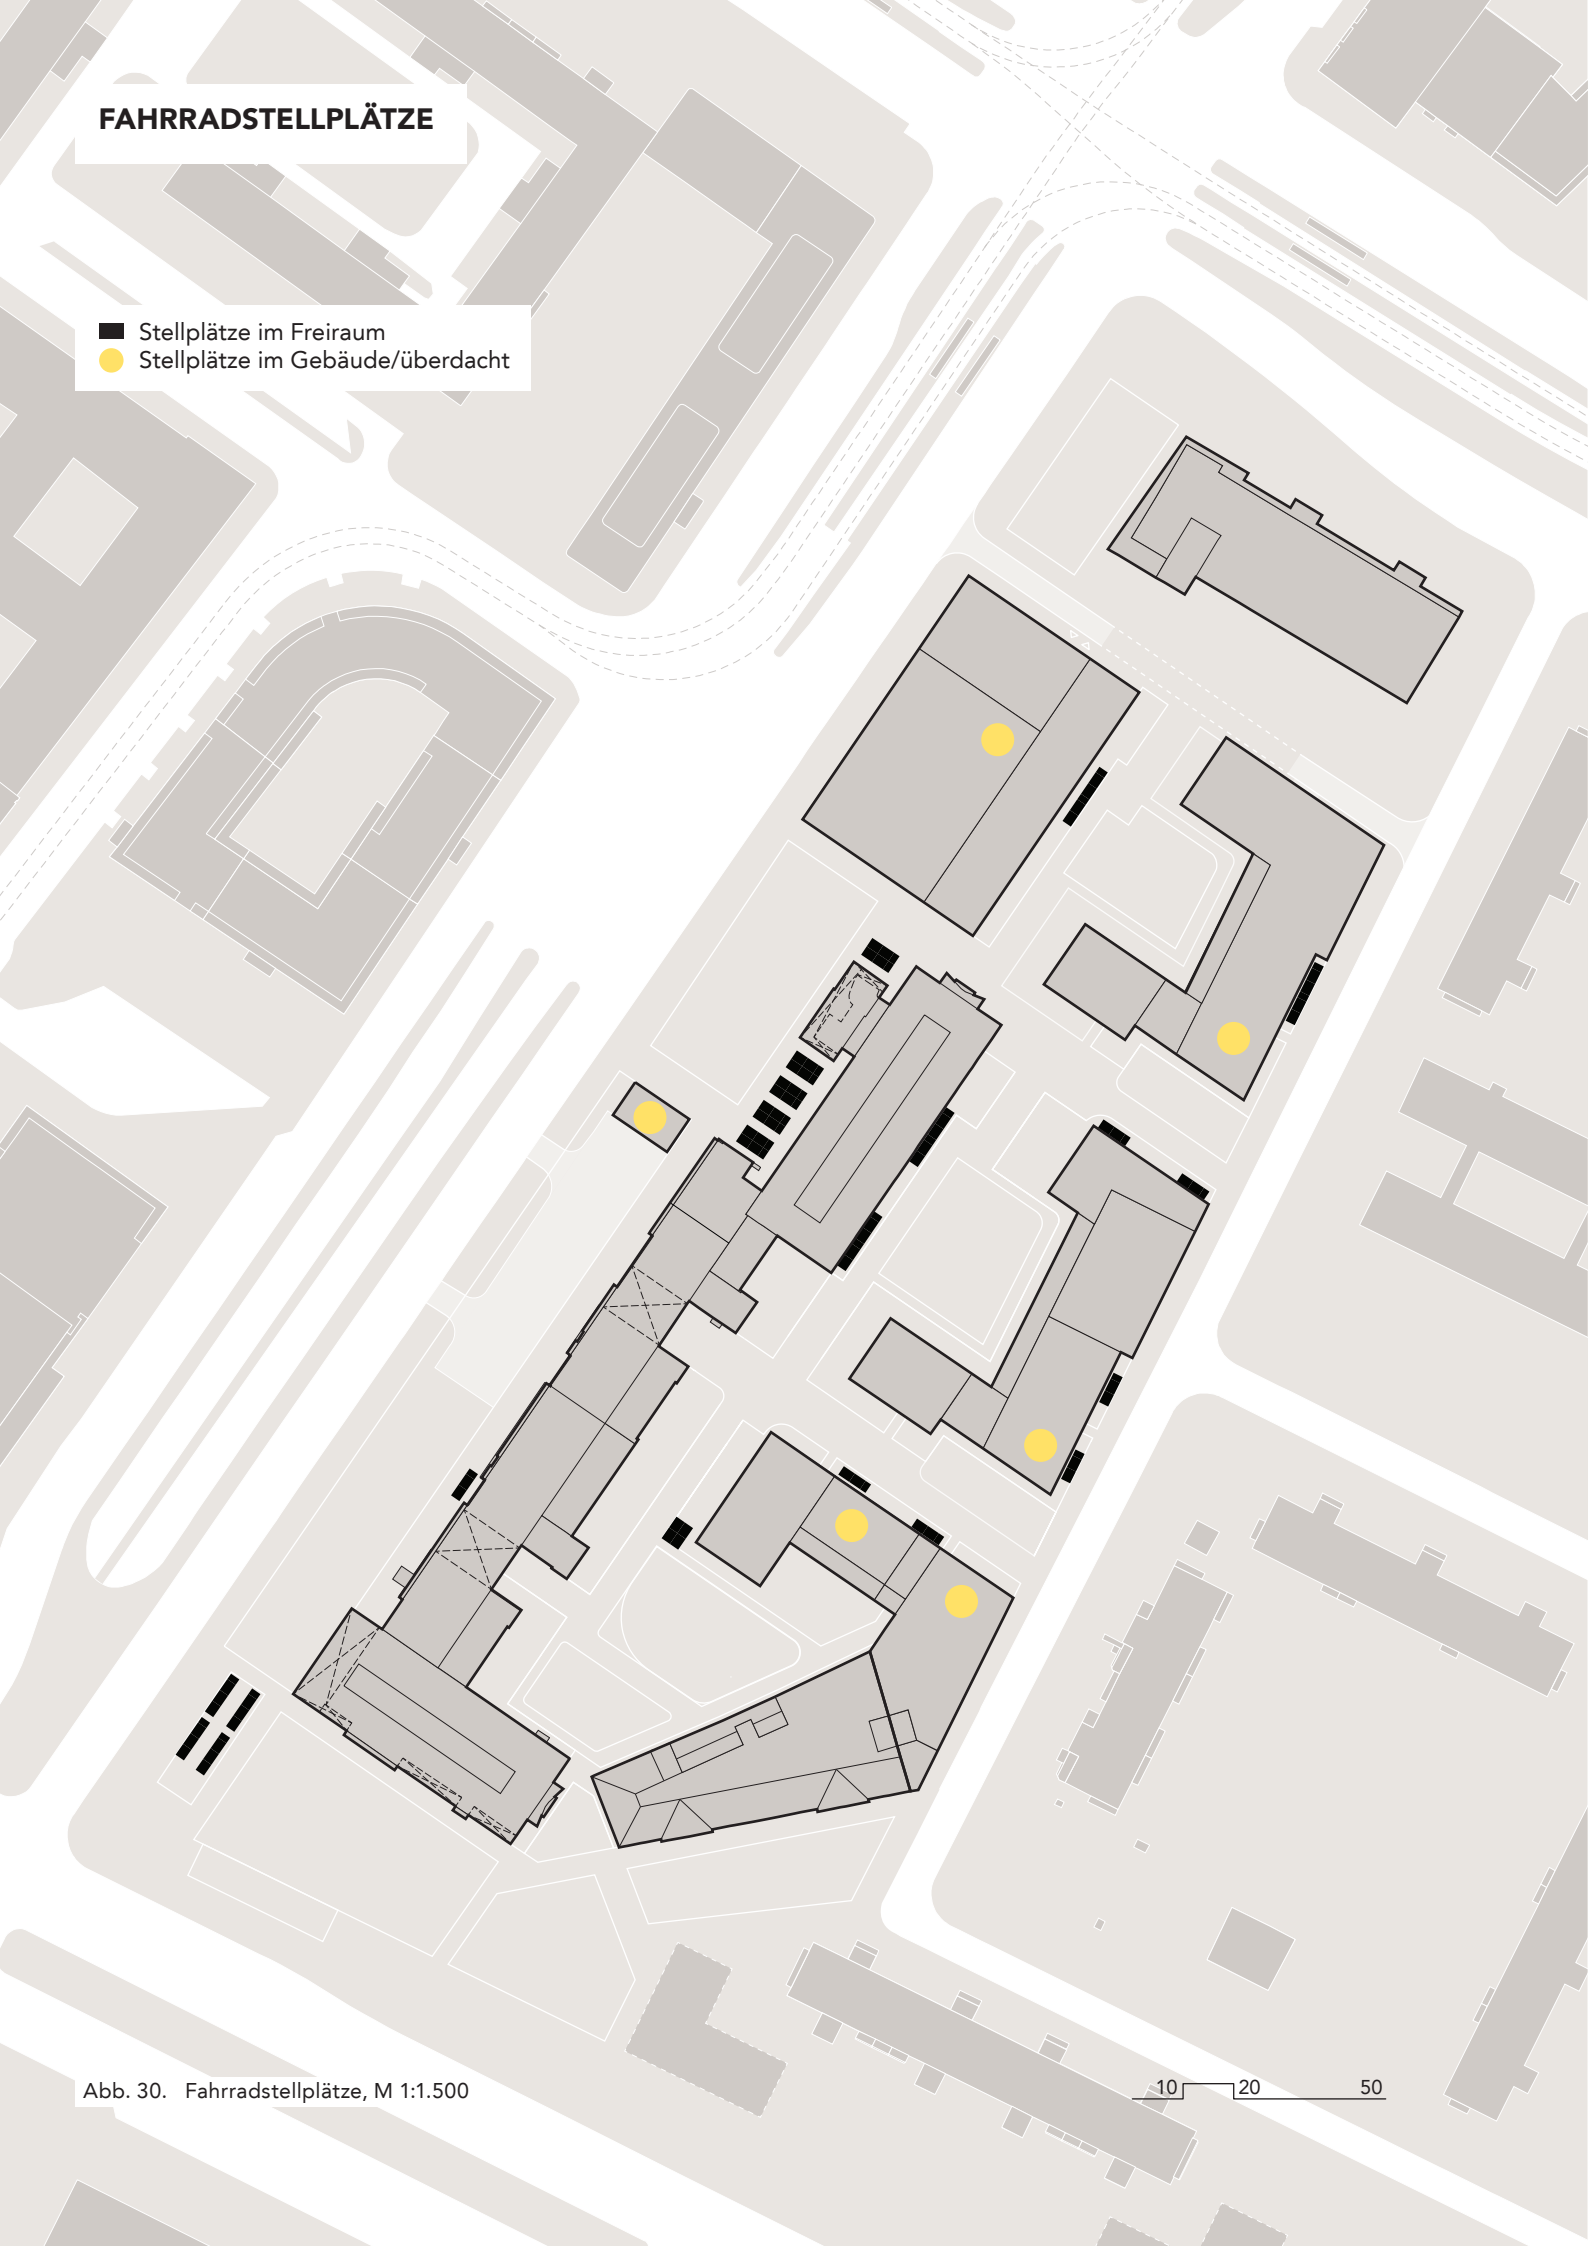 FAHRRADSTELLPLÄTZE
Stellplätze im Freiraum
Stellplätze im Gebäude/überdacht
Abb. 30. Fahrradstellplätze, M 1:1.500
10 20 50